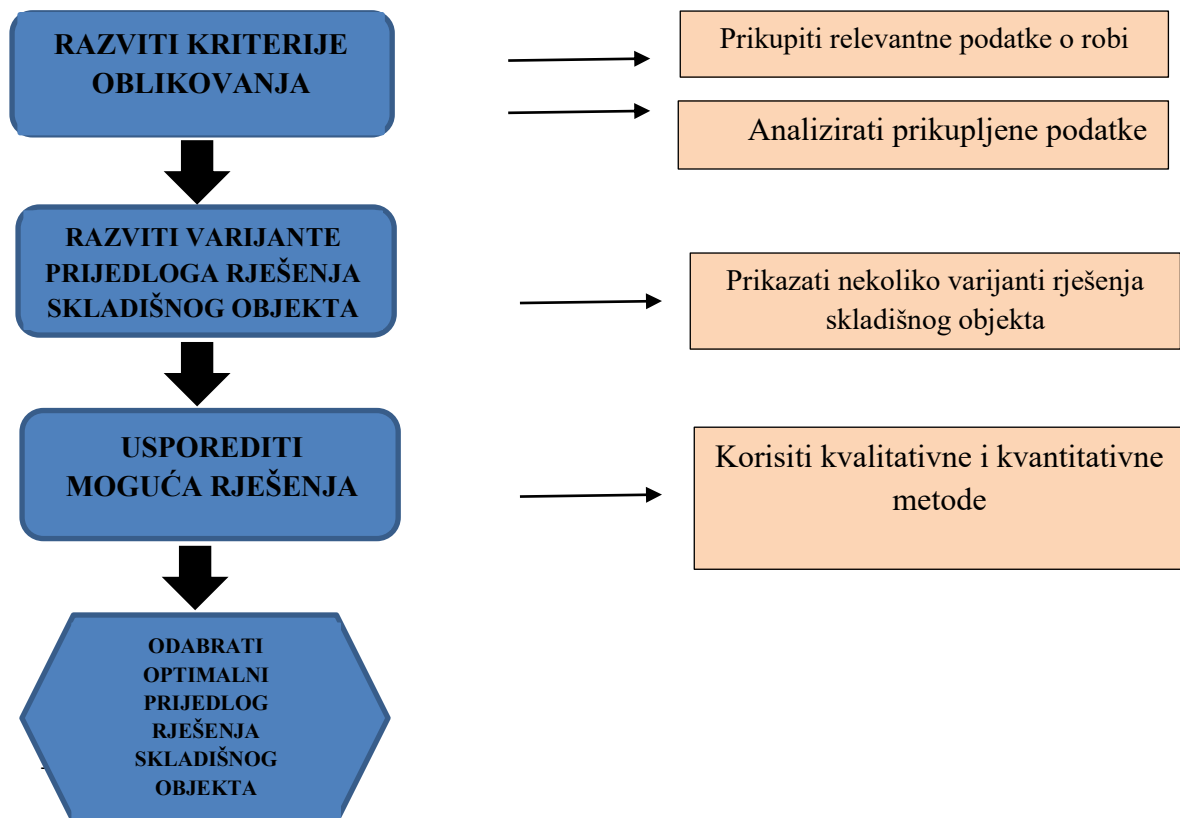 RAZVITI KRITERIJE
OBLIKOVANJA
Prikupiti relevantne podatke o robi
Analizirati prikupljene podatke
RAZVITI VARIJANTE
PRIJEDLOGA RJEŠENJA
SKLADIŠNOG OBJEKTA
Prikazati nekoliko varijanti rješenja
skladišnog objekta
USPOREDITI
MOGUĆA RJEŠENJA
Korisiti kvalitativne i kvantitativne
metode
ODABRATI
OPTIMALNI
PRIJEDLOG
RJEŠENJA
SKLADIŠNOG
OBJEKTA